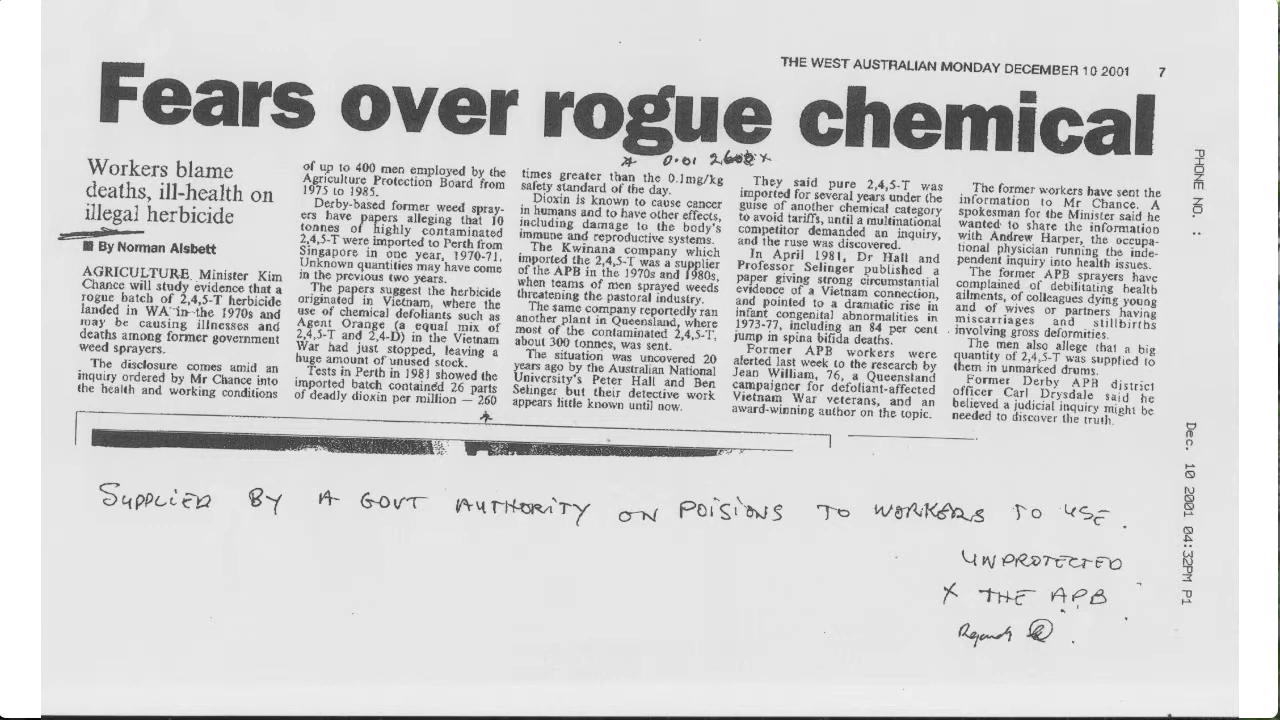 THE WEST AUSTRALIAN MONDAY DECEMBER 10 2001 7
Fears over rogue chemical
Workers blame
deaths, ill-health on
illegal herbicide
By Norman Aisbett
AGRICULTURE Minister Kim
Chance will study evidence that a
rogue batch of 2,4,5-T herbicide
landed in WA in the 1970s and
may be causing illnesses and
deaths among former government
weed sprayers.
The disclosure comes amid an
inquiry ordered by Mr Chance into
the health and working conditions
of up to 400 men employed by the
Agriculture Protection Board from
1975 to 1985.
Derby-based former weed spray-
ers have papers alleging that 10
tonnes of highly contaminated
2,4,5-T were imported to Perth from
Singapore in one year, 1970-71.
Unknown quantities may have come
in the previous two years.
The papers suggest the herbicide
originated in Vietnam, where the
use of chemical defoliants such as
Agent Orange (a equal mix of
2,4,5-T and 2,4-D) in the Vietnam
War had just stopped, leaving a
huge amount of unused stock.
Tests in Perth in 1981 showed the
imported batch contained 26 parts
of deadly dioxin per million — 260
*
* 0.01 2,600 x
times greater than the 0.1mg/kg
safety standard of the day.
Dioxin is known to cause cancer
in humans and to have other effects,
including damage to the body's
immune and reproductive systems.
The Kwinana company which
imported the 2,4,5-T was a supplier
of the APB in the 1970s and 1980s,
when teams of men sprayed weeds
threatening the pastoral industry.
The same company reportedly ran
another plant in Queensland, where
most of the contaminated 2,4,5-T,
about 300 tonnes, was sent.
The situation was uncovered 20
years ago by the Australian National
University's Peter Hall and Ben
Selinger but their detective work
appears little known until now.
They said pure 2,4,5-T was
imported for several years under the
guise of another chemical category
to avoid tariffs, until a multinational
competitor demanded an inquiry,
and the ruse was discovered.
In April 1981, Dr Hall and
Professor Selinger published a
paper giving strong circumstantial
evidence of a Vietnam connection,
and pointed to a dramatic rise in
infant congenital abnormalities in
1973-77, including an 84 per cent
jump in spina bifida deaths.
Former APB workers were
alerted last week to the research by
Jean William, 76, a Queensland
campaigner for defoliant-affected
Vietnam War veterans, and an
award-winning author on the topic.
The former workers have sent the
information to Mr Chance. A
spokesman for the Minister said he
wanted to share the information
with Andrew Harper, the occupa-
tional physician running the inde-
pendent inquiry into health issues.
The former APB sprayers have
complained of debilitating health
ailments, of colleagues dying young
and of wives or partners having
miscarriages and stillbirths
involving gross deformities.
The men also allege that a big
quantity of 2,4,5-T was supplied to
them in unmarked drums.
Former Derby APB district
officer Carl Drysdale said he
believed a judicial inquiry might be
needed to discover the truth.
PHONE NO. :
Dec. 10 2001 04:32PM P1
SUPPLIED BY A GOVT AUTHORITY ON POISIONS TO WORKERS TO USE.
UNPROTECTED
X THE APB
Regards